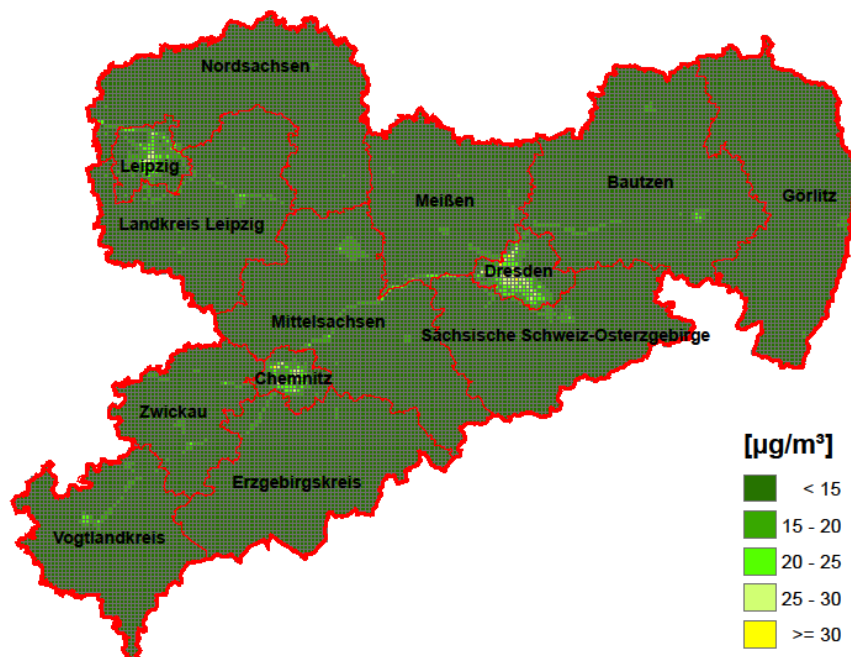 Nordsachsen
Leipzig
Landkreis Leipzig
Meißen
Bautzen
Görlitz
Dresden
Mittelsachsen
Sächsische Schweiz-Osterzgebirge
Chemnitz
Zwickau
Erzgebirgskreis
Vogtlandkreis
[µg/m³]
< 15
15 - 20
20 - 25
25 - 30
>= 30